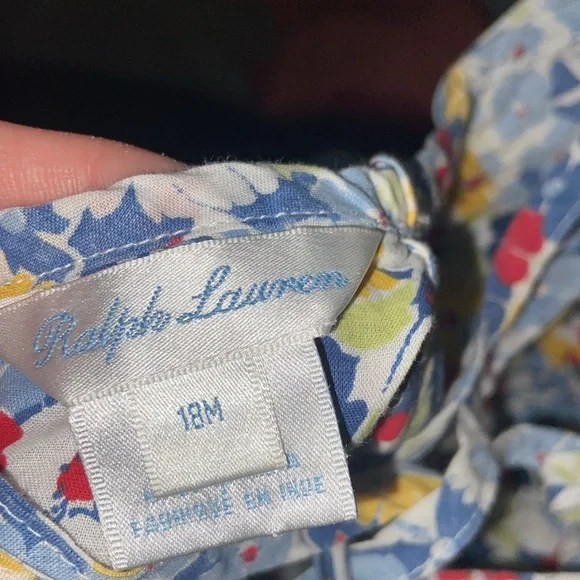 Ralph Lauren
18M
FABRIQUÉ EN INDE